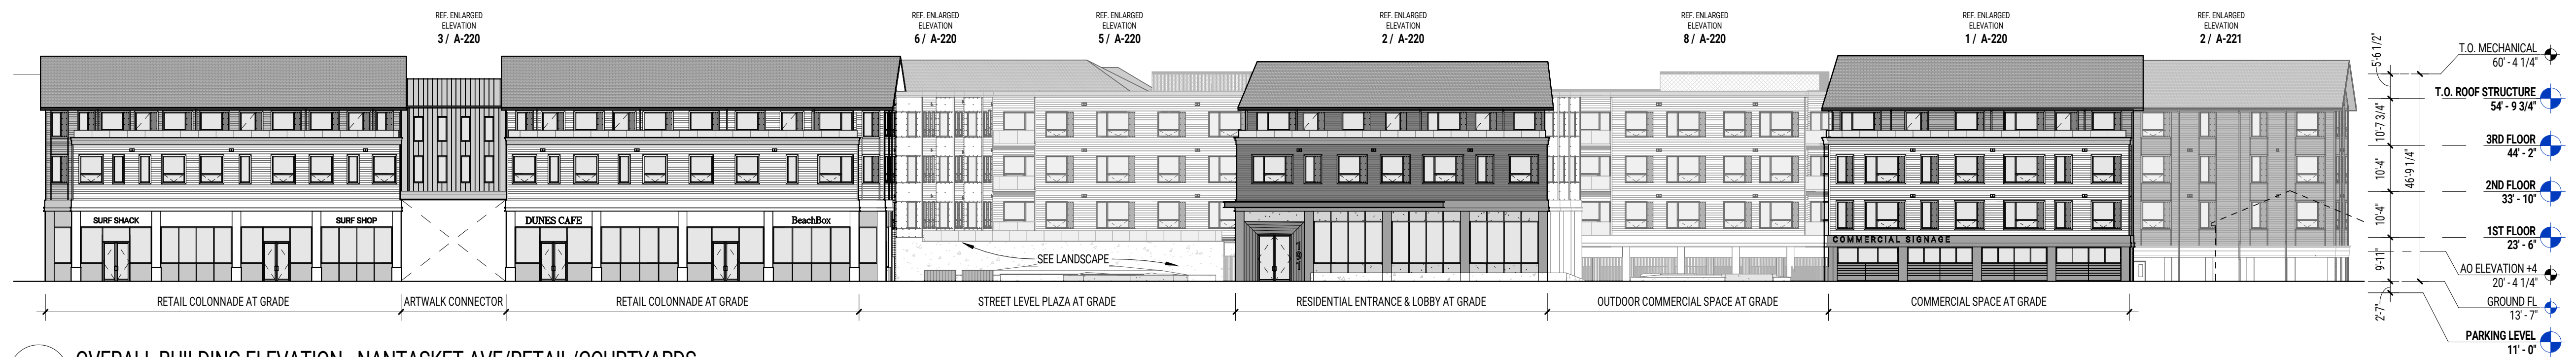 REF. ENLARGED
ELEVATION
3 / A-220
REF. ENLARGED
ELEVATION
6 / A-220
REF. ENLARGED
ELEVATION
5 / A-220
REF. ENLARGED
ELEVATION
2 / A-220
REF. ENLARGED
ELEVATION
8 / A-220
REF. ENLARGED
ELEVATION
1 / A-220
REF. ENLARGED
ELEVATION
2 / A-221
SURF SHACK
SURF SHOP
DUNES CAFE
BeachBox
SEE LANDSCAPE
COMMERCIAL SIGNAGE
5'-6 1/2"
10'-7 3/4"
10'-4"
10'-4"
9'-11"
2'-7"
46'-9 1/4"
T.O. MECHANICAL
60' - 4 1/4"
T.O. ROOF STRUCTURE
54' - 9 3/4"
3RD FLOOR
44' - 2"
2ND FLOOR
33' - 10"
1ST FLOOR
23' - 6"
AO ELEVATION +4
20' - 4 1/4"
GROUND FL
13' - 7"
PARKING LEVEL
11' - 0"
RETAIL COLONNADE AT GRADE
ARTWALK CONNECTOR
RETAIL COLONNADE AT GRADE
STREET LEVEL PLAZA AT GRADE
RESIDENTIAL ENTRANCE & LOBBY AT GRADE
OUTDOOR COMMERCIAL SPACE AT GRADE
COMMERCIAL SPACE AT GRADE
OVERALL BUILDING ELEVATION - NANTASKET AVE/RETAIL/COURTYARDS